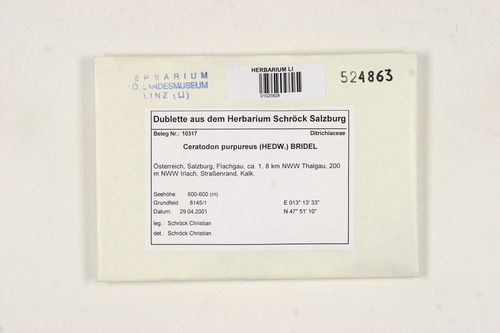 HERBARIUM LI
01025828
ERBARIUM
OÖ LANDESMUSEUM
LINZ (LI)
524863
Dublette aus dem Herbarium Schröck Salzburg
Beleg Nr.: 10317 Ditrichiaceae
Ceratodon purpureus (HEDW.) BRIDEL
Österreich, Salzburg, Flachgau, ca. 1, 8 km NWW Thalgau, 200
m NWW Irlach, Straßenrand, Kalk.
Seehöhe: 600-600 (m)
Grundfeld: 8145/1 E 013° 13' 33"
Datum: 29.04.2001 N 47° 51' 10"
leg.: Schröck Christian
det.: Schröck Christian